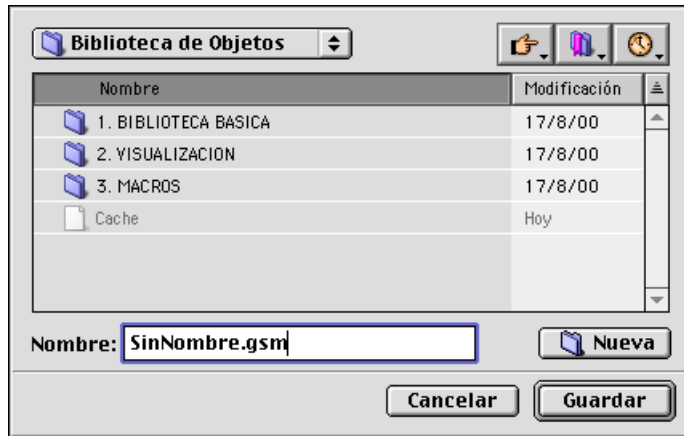 Biblioteca de Objetos
Nombre Modificación
1. BIBLIOTECA BASICA 17/8/00
2. VISUALIZACION 17/8/00
3. MACROS 17/8/00
Cache Hoy
Nombre: SinNombre.gsm Nueva
Cancelar Guardar